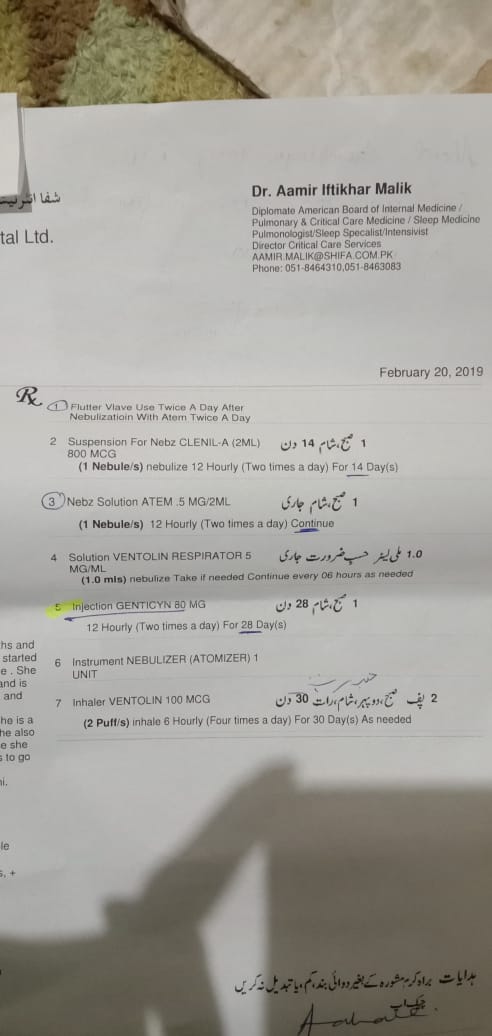 شفا انٹرنیشنل
tal Ltd.
Dr. Aamir Iftikhar Malik
Diplomate American Board of Internal Medicine /
Pulmonary & Critical Care Medicine / Sleep Medicine
Pulmonologist/Sleep Specalist/Intensivist
Director Critical Care Services
AAMIR.MALIK@SHIFA.COM.PK
Phone: 051-8464310,051-8463083
February 20, 2019
Rx
1 Flutter Vlave Use Twice A Day After
Nebulizatioin With Atem Twice A Day
2 Suspension For Nebz CLENIL-A (2ML) 1 صبح،شام 14 دن
800 MCG
(1 Nebule/s) nebulize 12 Hourly (Two times a day) For 14 Day(s)
3 Nebz Solution ATEM .5 MG/2ML 1 صبح،شام جاری
(1 Nebule/s) 12 Hourly (Two times a day) Continue
4 Solution VENTOLIN RESPIRATOR 5 1.0 ملی لیٹر حسب ضرورت جاری
MG/ML
(1.0 mls) nebulize Take if needed Continue every 06 hours as needed
5 Injection GENTICYN 80 MG 1 صبح،شام 28 دن
12 Hourly (Two times a day) For 28 Day(s)
hs and
started
e . She
and is
and
6 Instrument NEBULIZER (ATOMIZER) 1
UNIT
7 Inhaler VENTOLIN 100 MCG 2 پف صبح،دوپہر،شام،رات 30 دن
(2 Puff/s) inhale 6 Hourly (Four times a day) For 30 Day(s) As needed
he is a
he also
e she
s to go
ni.
le
s, +
ہدایات براہ کرم مشورہ کے بغیر دوائی بند،کم،یا تبدیل نہ کریں